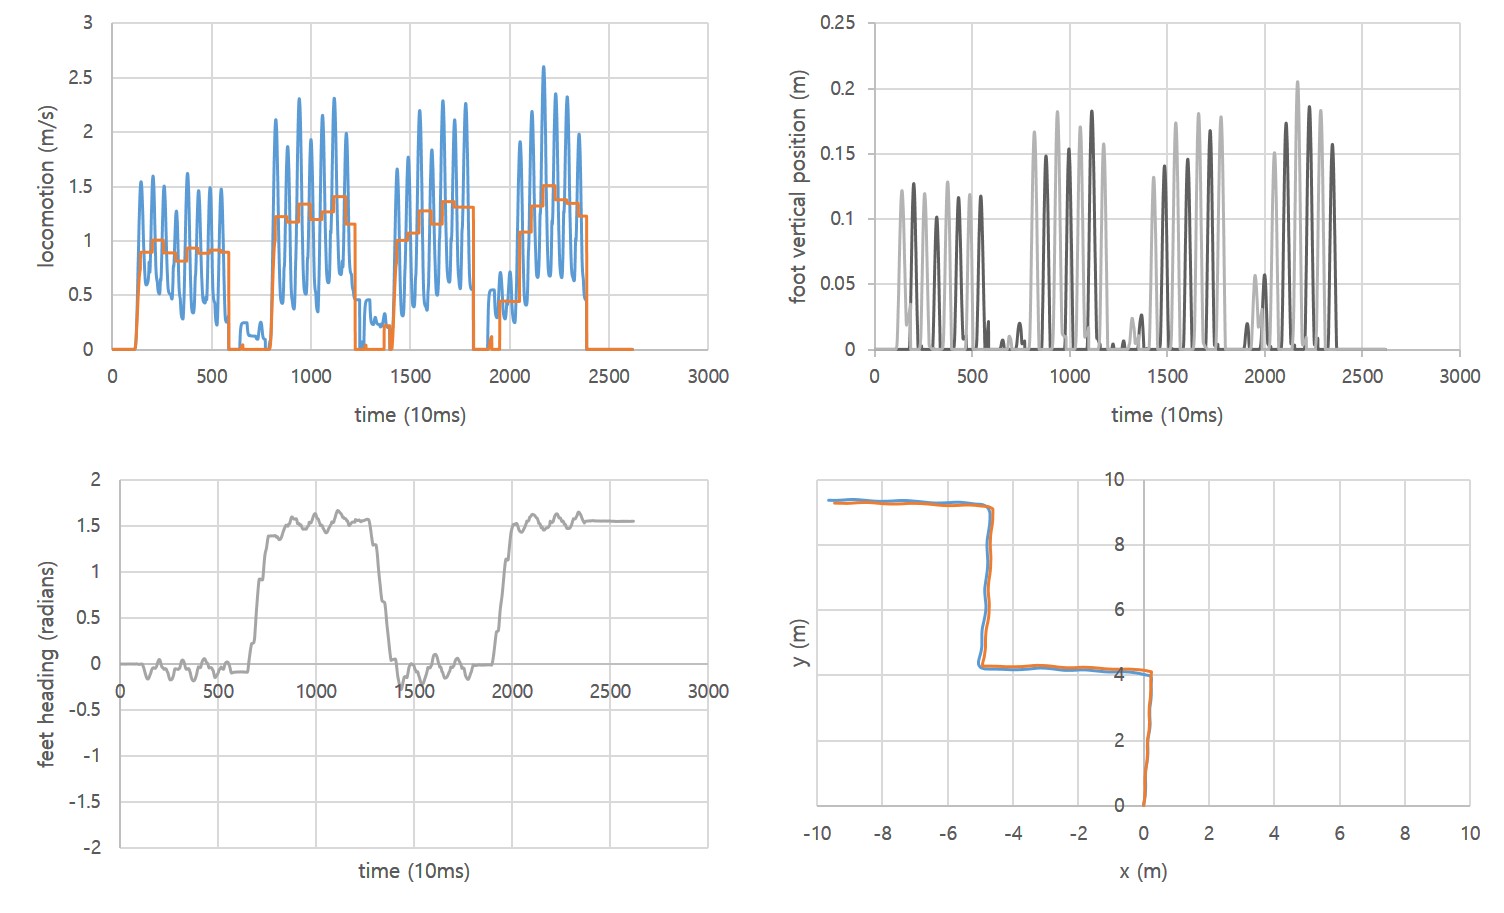 3
2.5
2
1.5
1
0.5
0
locomotion (m/s)
0 500 1000 1500 2000 2500 3000
time (10ms)
0.25
0.2
0.15
0.1
0.05
0
foot vertical position (m)
0 500 1000 1500 2000 2500 3000
time (10ms)
2
1.5
1
0.5
0
-0.5
-1
-1.5
-2
feet heading (radians)
0 500 1000 1500 2000 2500 3000
time (10ms)
10
8
6
4
2
0
y (m)
-10 -8 -6 -4 -2 0 2 4 6 8 10
x (m)